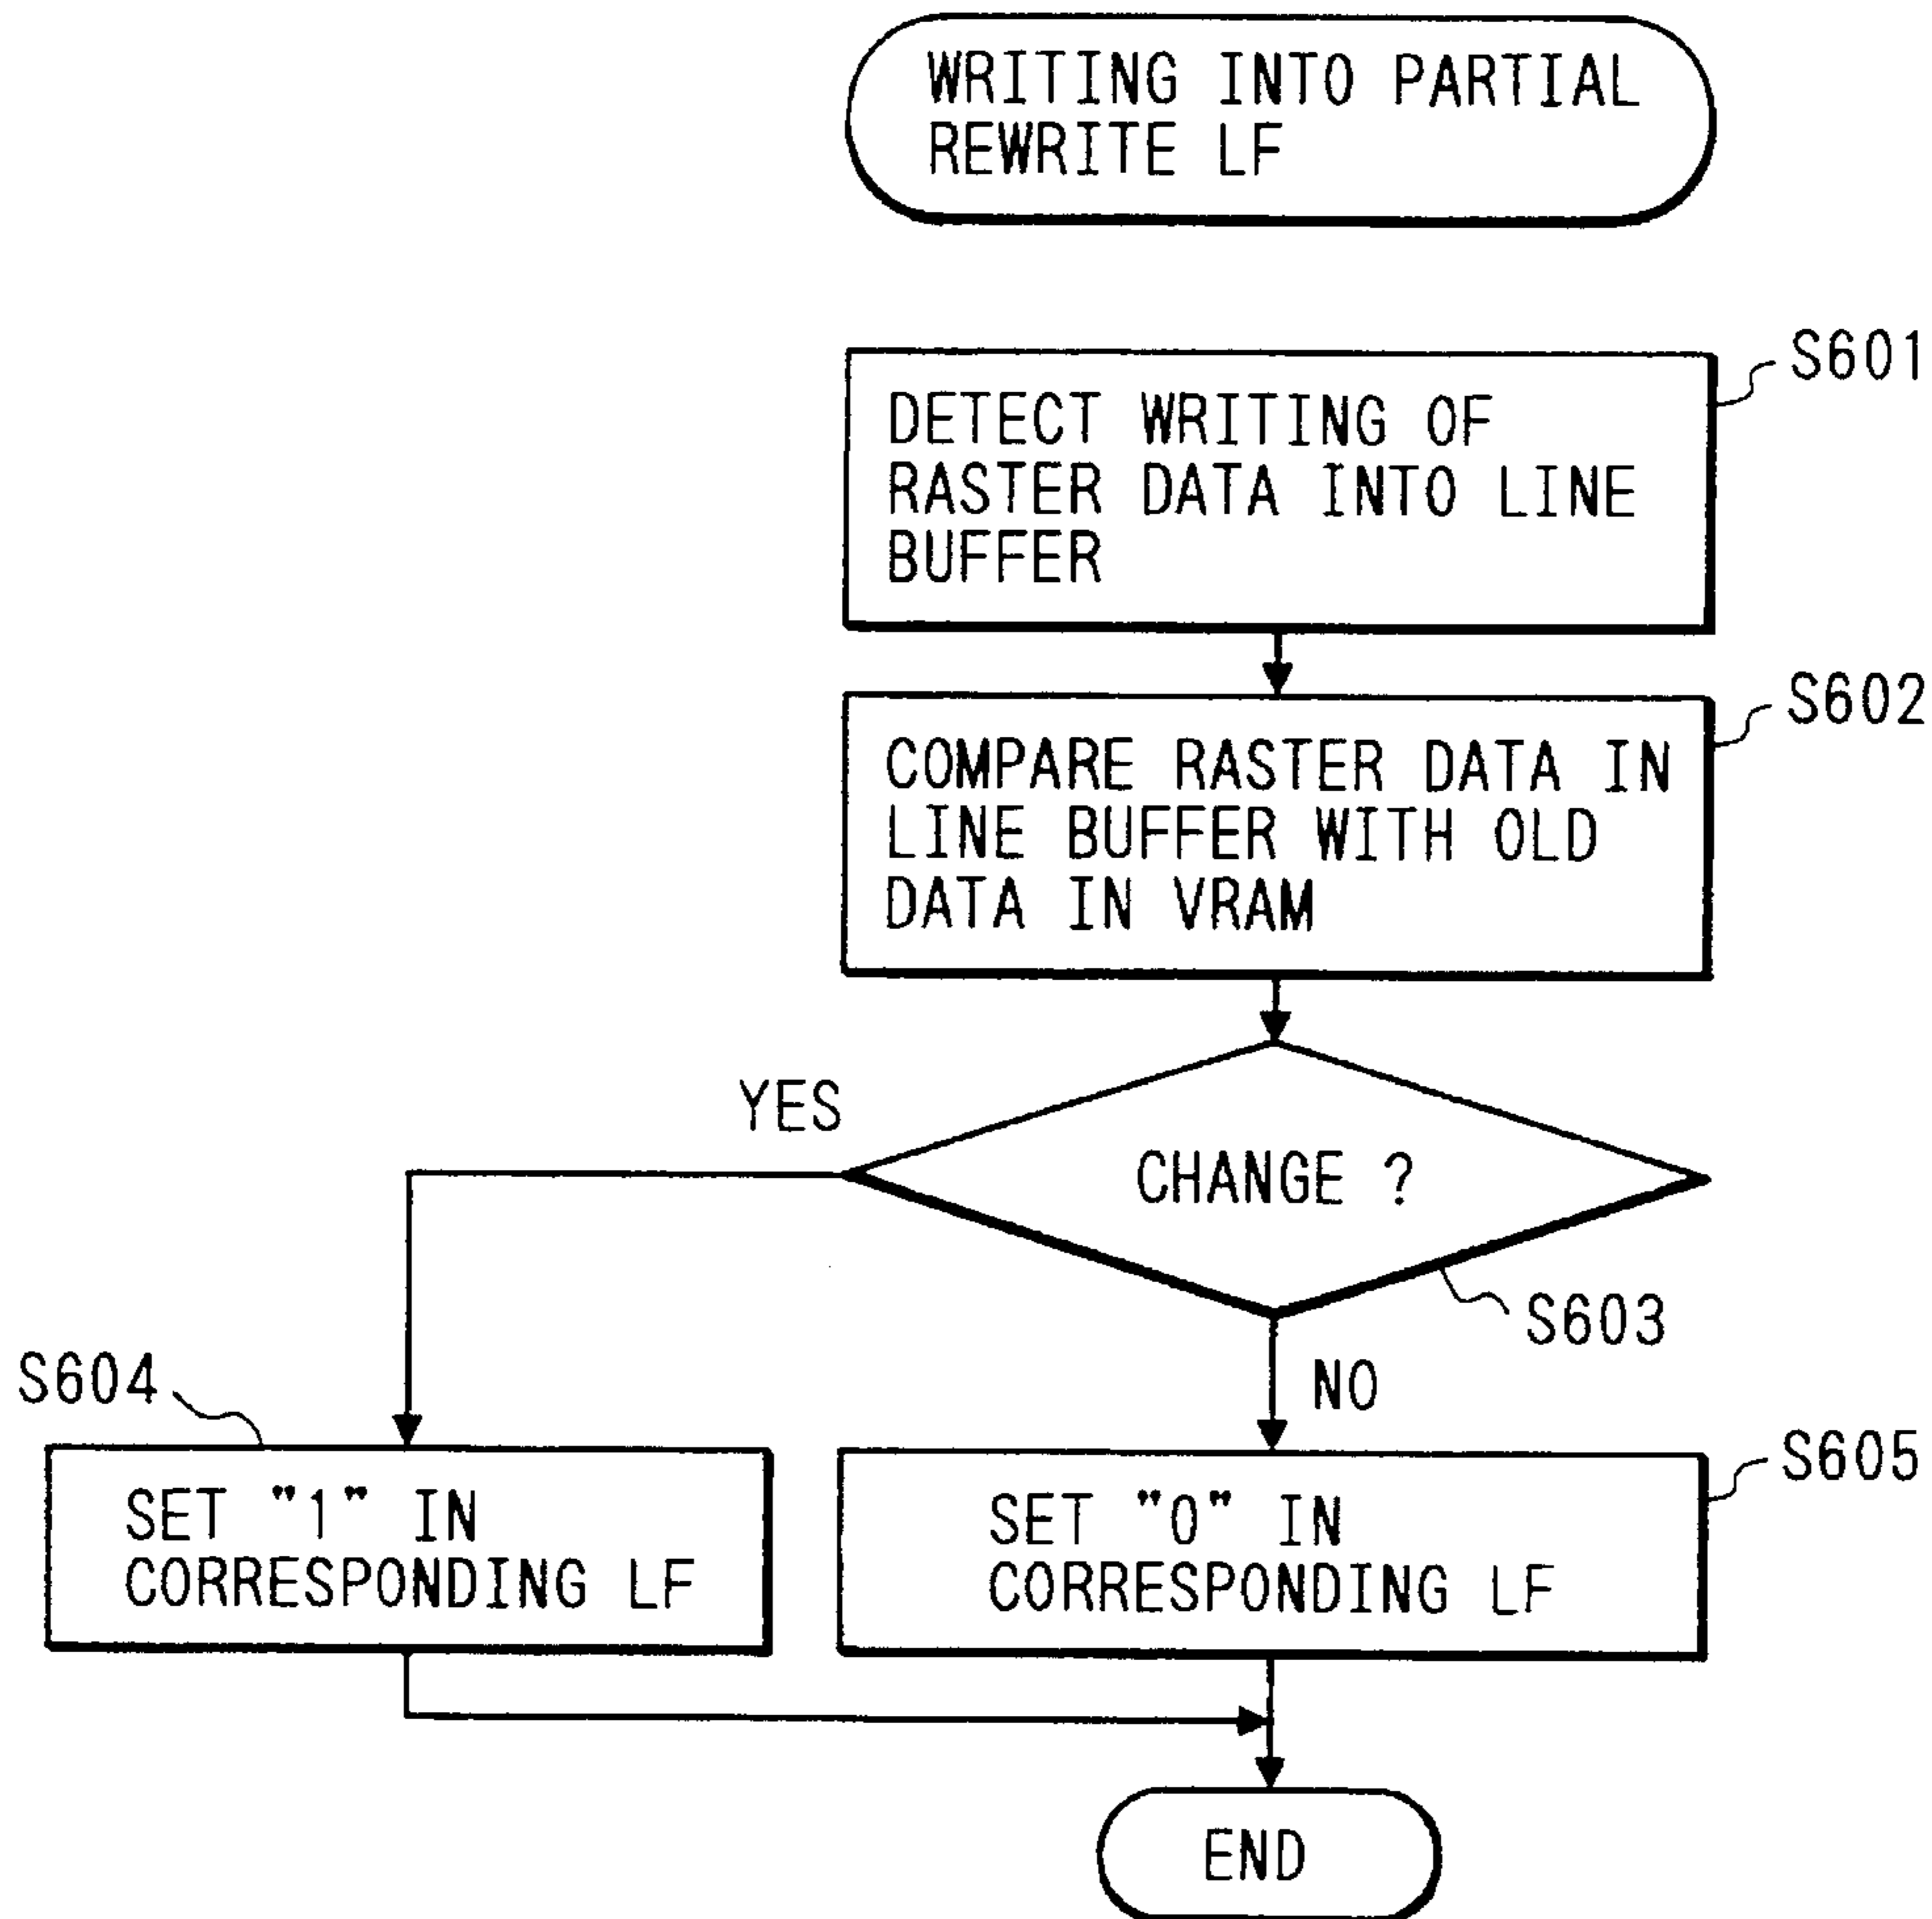 WRITING INTO PARTIAL
REWRITE LF
S601
DETECT WRITING OF
RASTER DATA INTO LINE
BUFFER
S602
COMPARE RASTER DATA IN
LINE BUFFER WITH OLD
DATA IN VRAM
YES
CHANGE ?
S603
NO
S604
SET "1" IN
CORRESPONDING LF
S605
SET "0" IN
CORRESPONDING LF
END